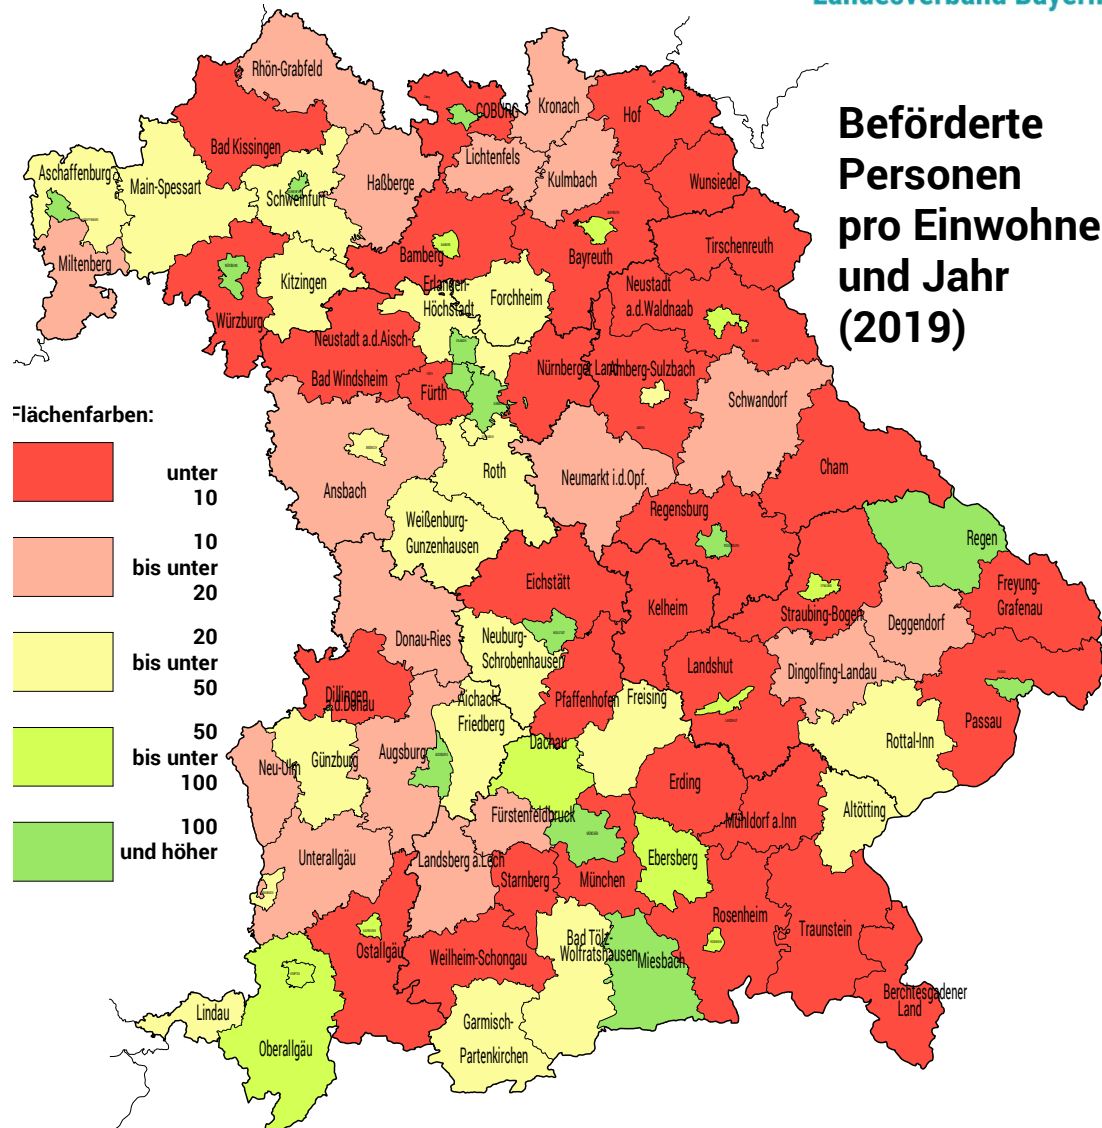 Landesverband Bayern
Beförderte
Personen
pro Einwohne
und Jahr
(2019)
Flächenfarben:
unter
10
10
bis unter
20
20
bis unter
50
50
bis unter
100
100
und höher
Rhön-Grabfeld
Bad Kissingen
COBURG
Kronach
Hof
Lichtenfels
Kulmbach
Wunsiedel
Aschaffenburg
Main-Spessart
Schweinfurt
Haßberge
Miltenberg
Würzburg
Kitzingen
Bamberg
Bayreuth
Tirschenreuth
Erlangen-
Höchstadt
Forchheim
Neustadt
a.d.Waldnaab
Neustadt a.d.Aisch-
Bad Windsheim
Fürth
Nürnberger Land
Amberg-Sulzbach
Schwandorf
Ansbach
Roth
Neumarkt i.d.Opf.
Cham
Weißenburg-
Gunzenhausen
Regensburg
Regen
Eichstätt
Kelheim
Straubing-Bogen
Deggendorf
Freyung-
Grafenau
Donau-Ries
Neuburg-
Schrobenhausen
Landshut
Dingolfing-Landau
Dillingen
a.d.Donau
Aichach-
Friedberg
Pfaffenhofen
Freising
Passau
Rottal-Inn
Neu-Ulm
Günzburg
Augsburg
Dachau
Erding
Mühldorf a.Inn
Altötting
Fürstenfeldbruck
Unterallgäu
Landsberg a.Lech
Starnberg
München
Ebersberg
Rosenheim
Traunstein
Ostallgäu
Weilheim-Schongau
Bad Tölz-
Wolfratshausen
Miesbach
Berchtesgadener
Land
Lindau
Oberallgäu
Garmisch-
Partenkirchen